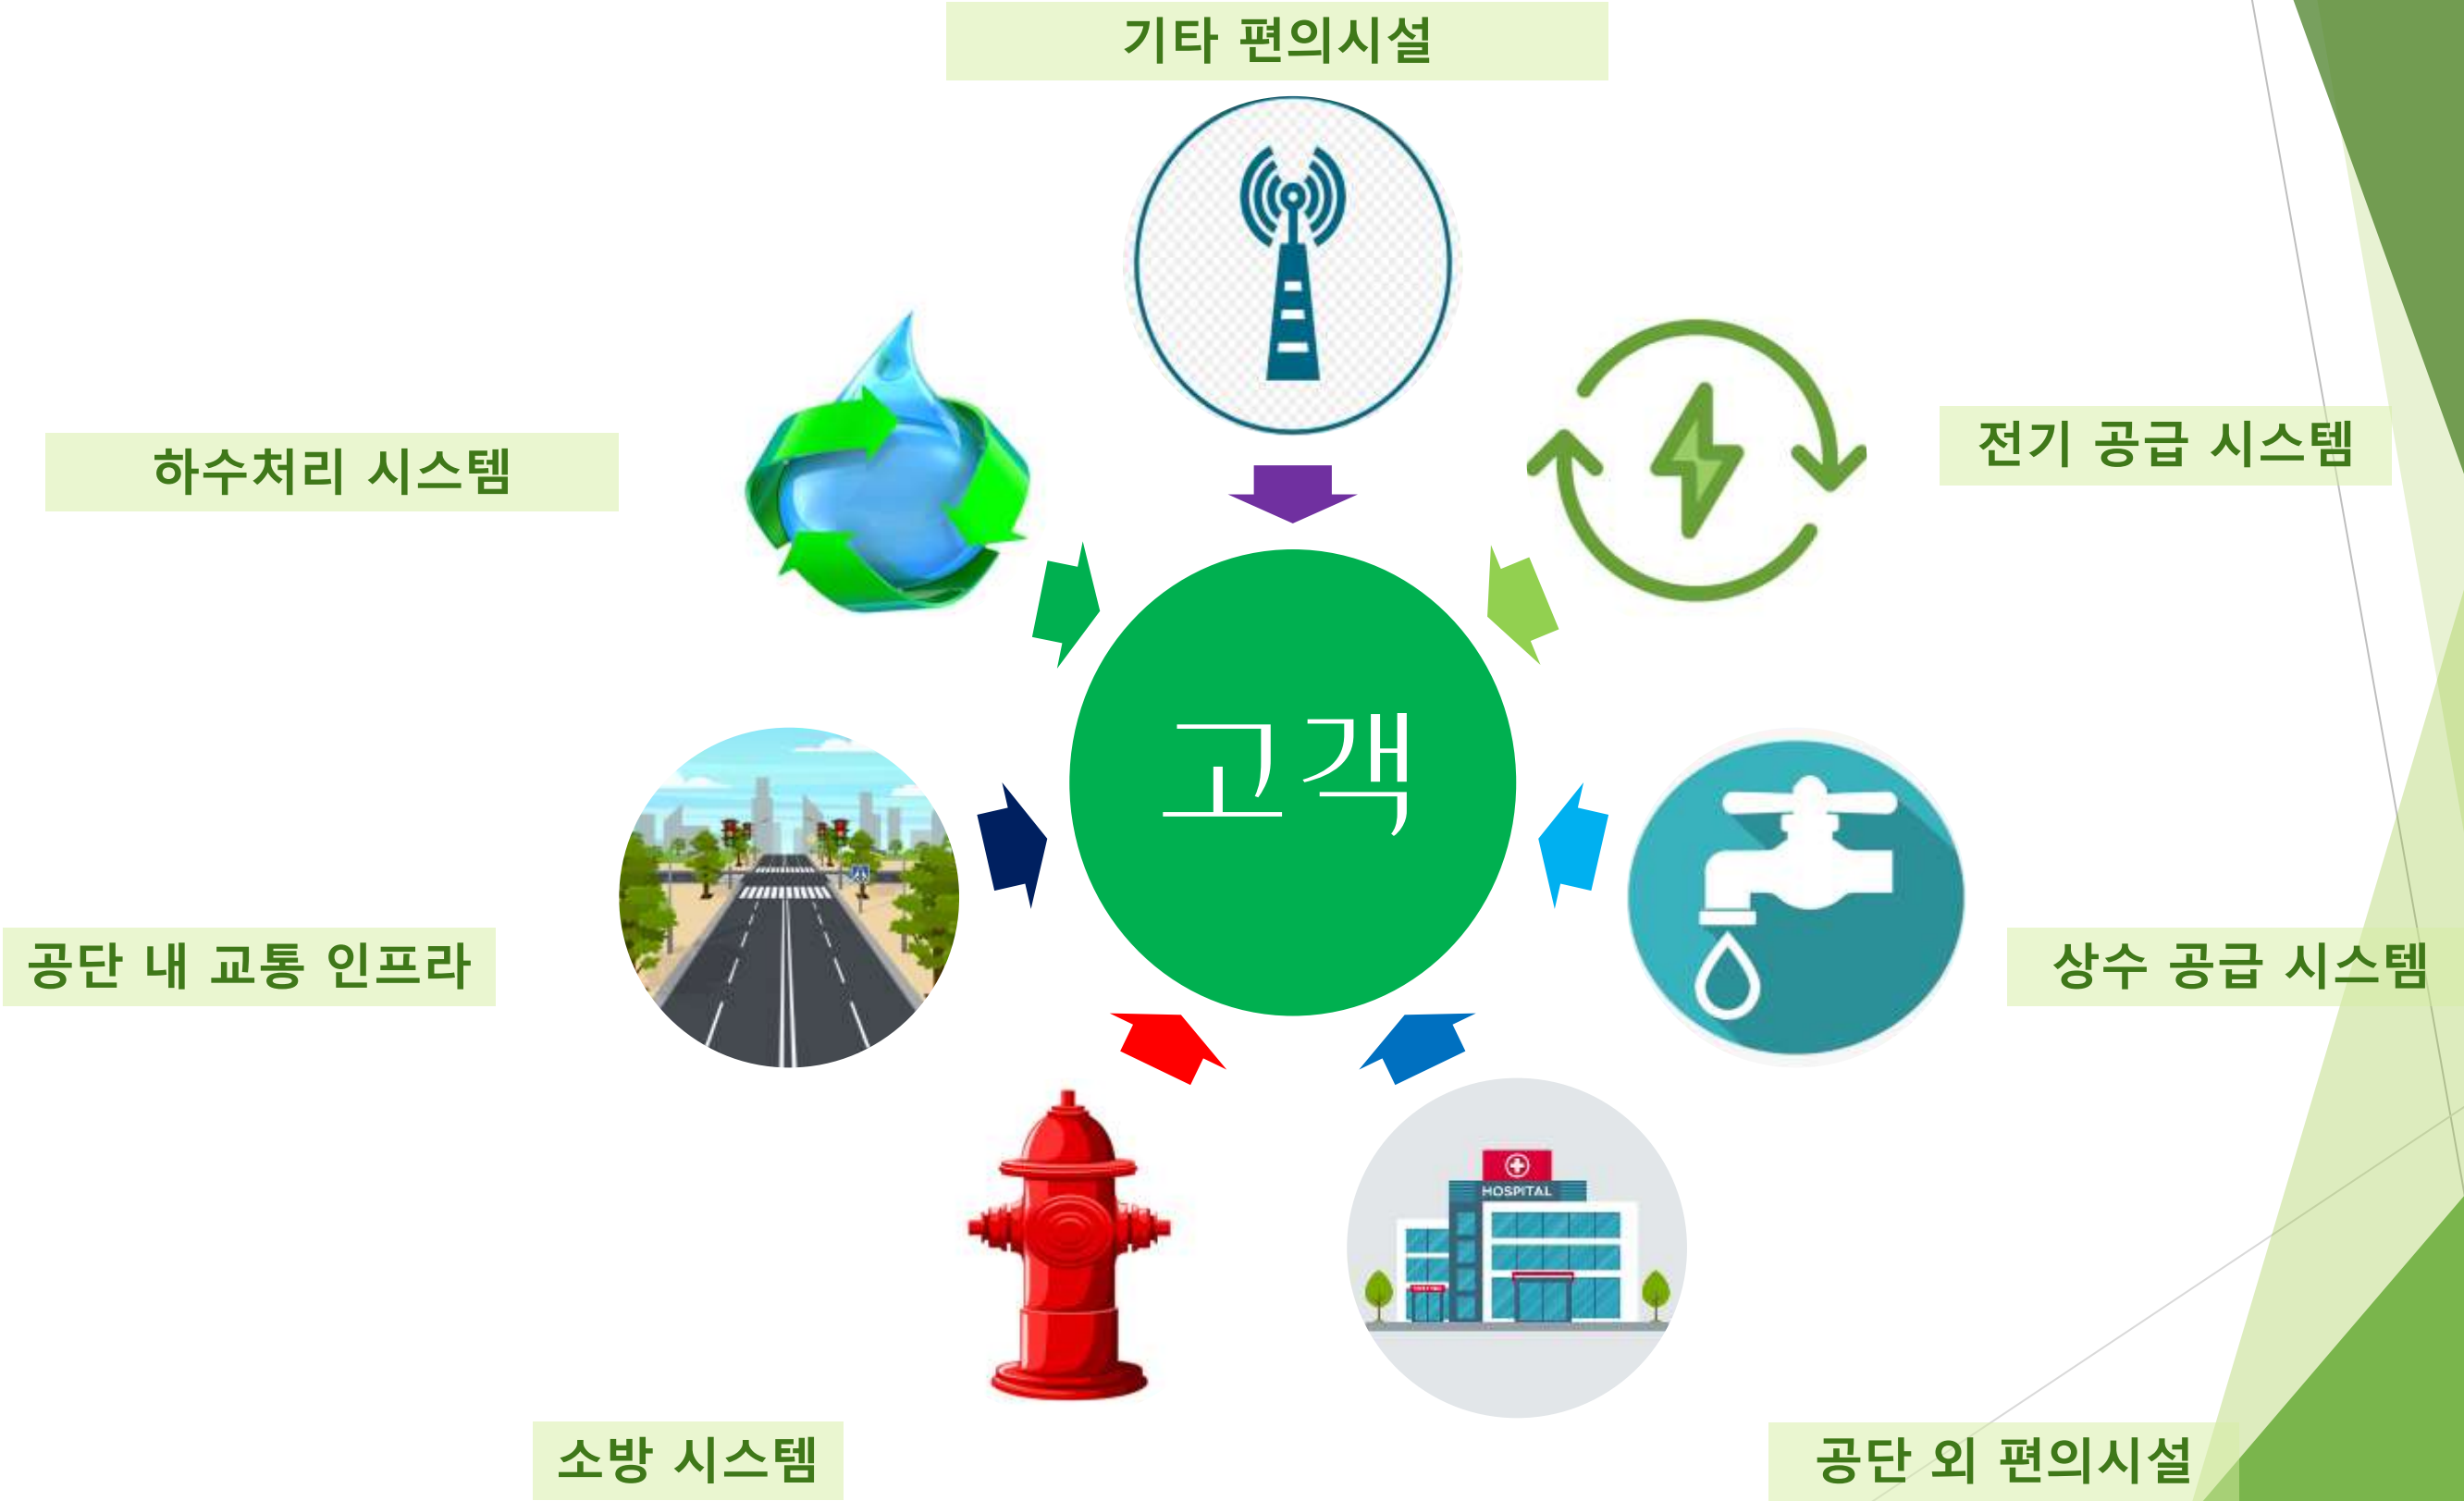 기타 편의시설
하수처리 시스템
전기 공급 시스템
고객
공단 내 교통 인프라
상수 공급 시스템
HOSPITAL
소방 시스템
공단 외 편의시설